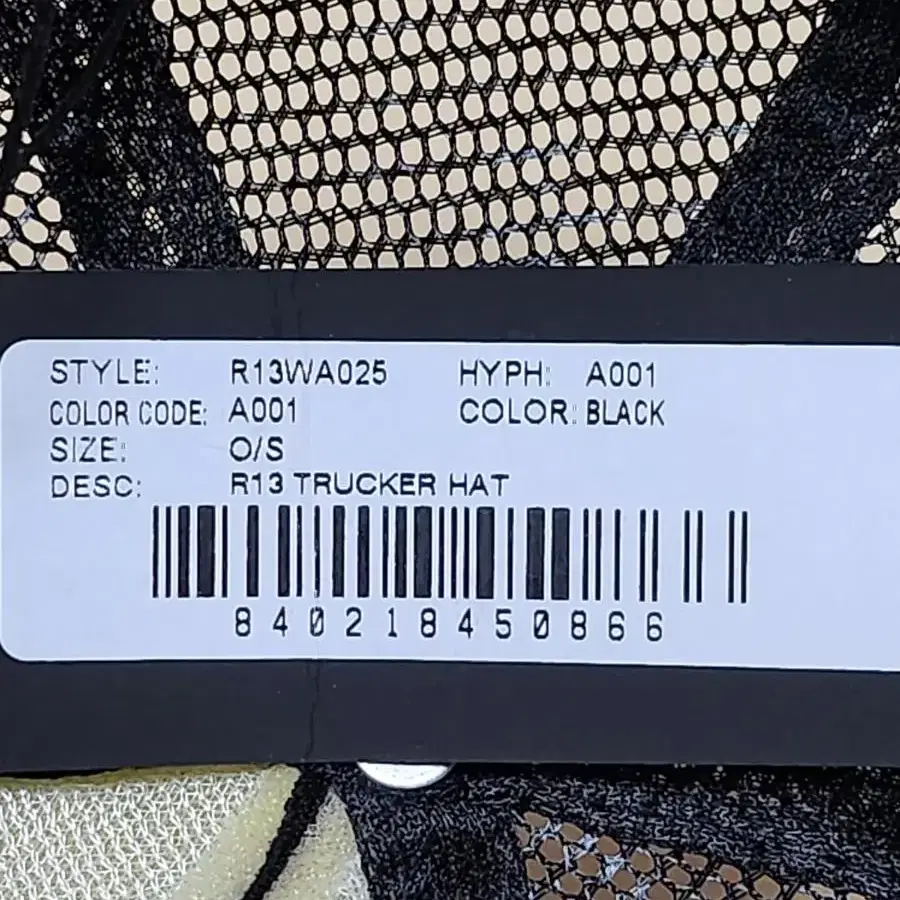 STYLE: R13WA025 HYPH: A001
COLOR CODE: A001 COLOR: BLACK
SIZE: O/S
DESC: R13 TRUCKER HAT
840218450866